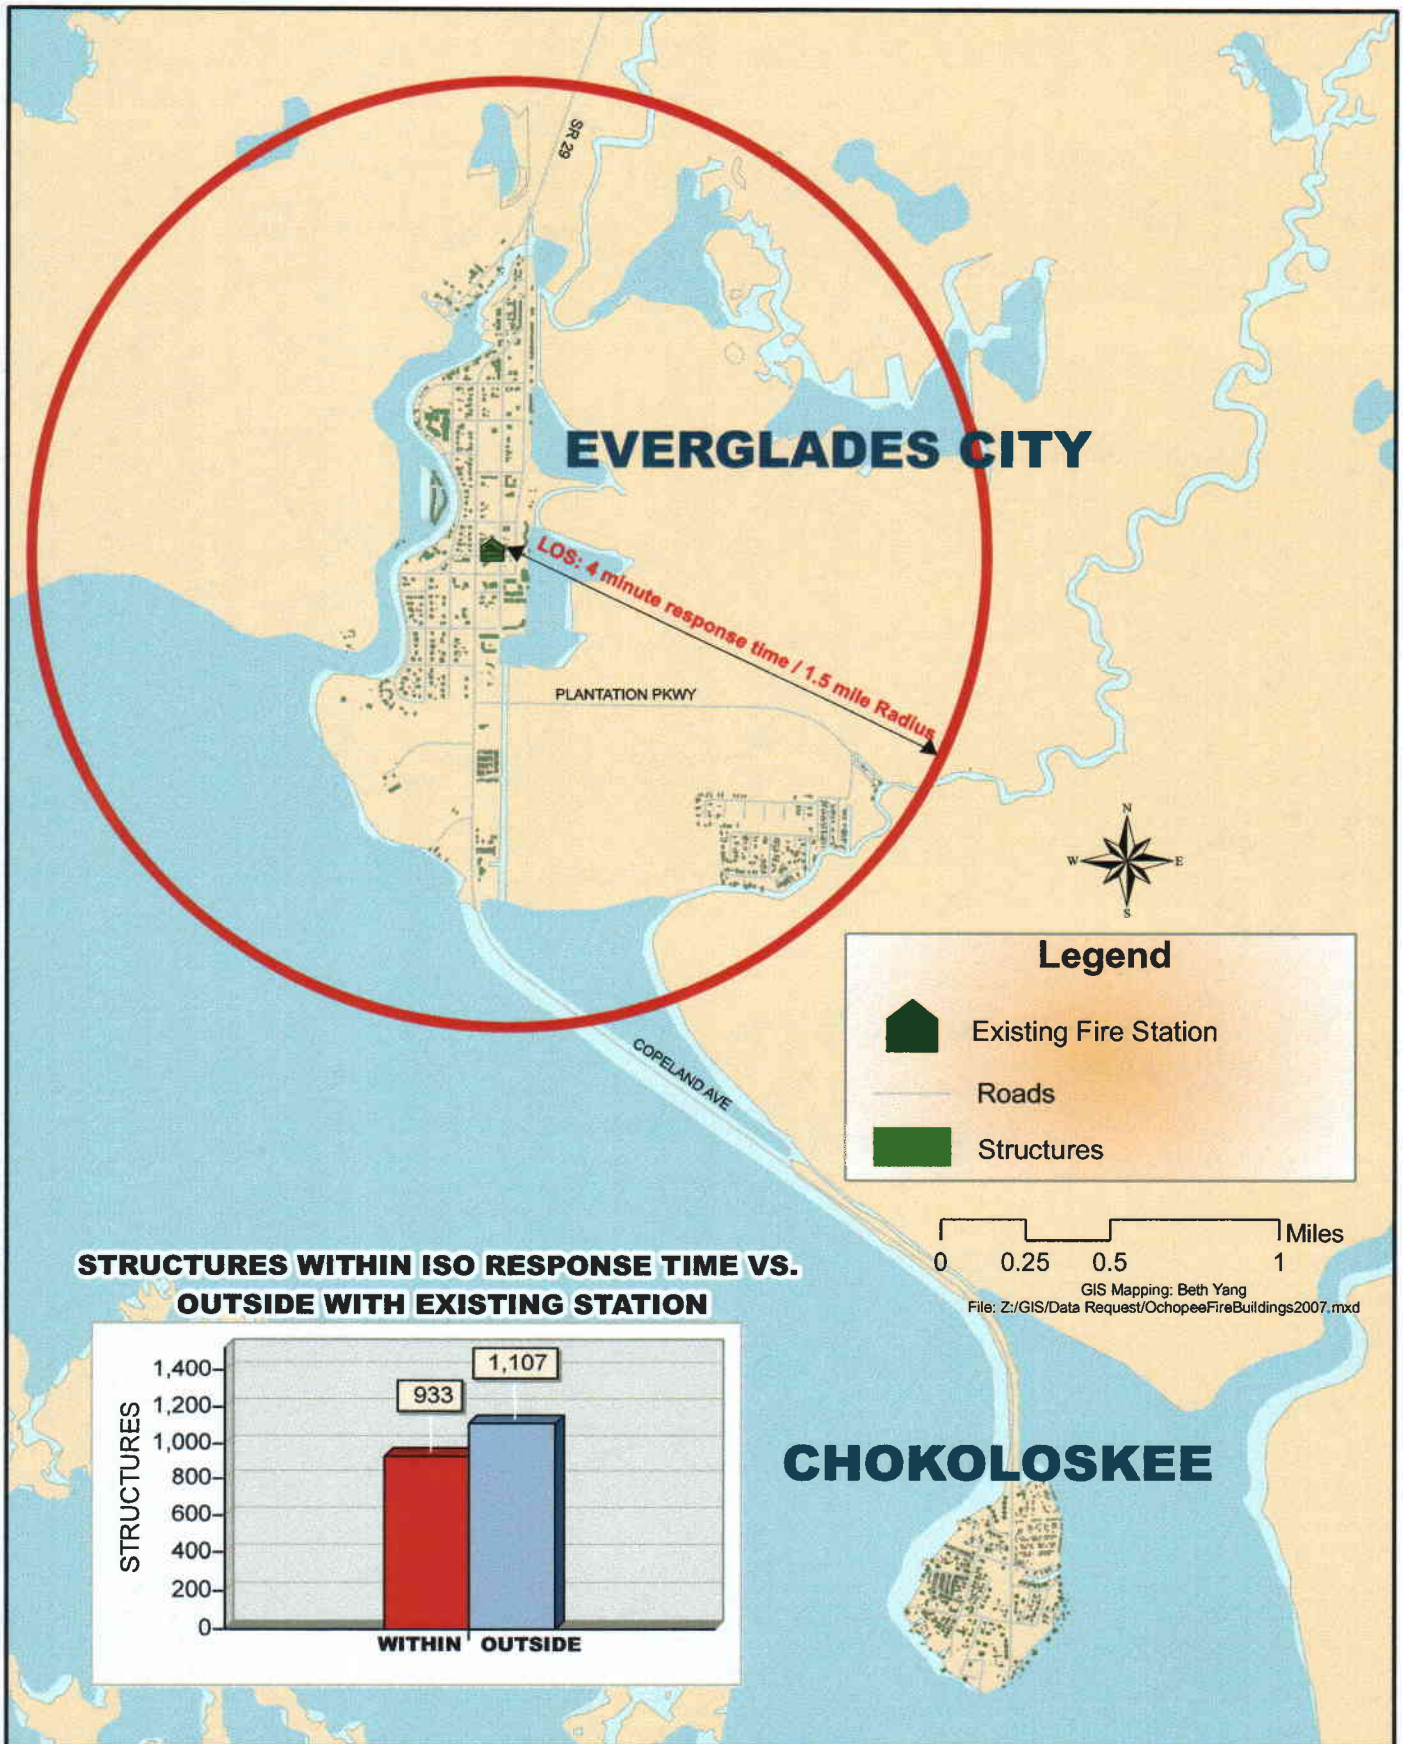 SR 29
EVERGLADES CITY
LOS: 4 minute response time / 1.5 mile Radius
PLANTATION PKWY
N
W E
S
Legend
Existing Fire Station
Roads
Structures
COPELAND AVE
Miles
0 0.25 0.5 1
GIS Mapping: Beth Yang
File: Z:/GIS/Data Request/OchopeeFireBuildings2007.mxd
STRUCTURES WITHIN ISO RESPONSE TIME VS.
OUTSIDE WITH EXISTING STATION
STRUCTURES
1,400
1,200
1,000
800
600
400
200
0
933
1,107
WITHIN OUTSIDE
CHOKOLOSKEE